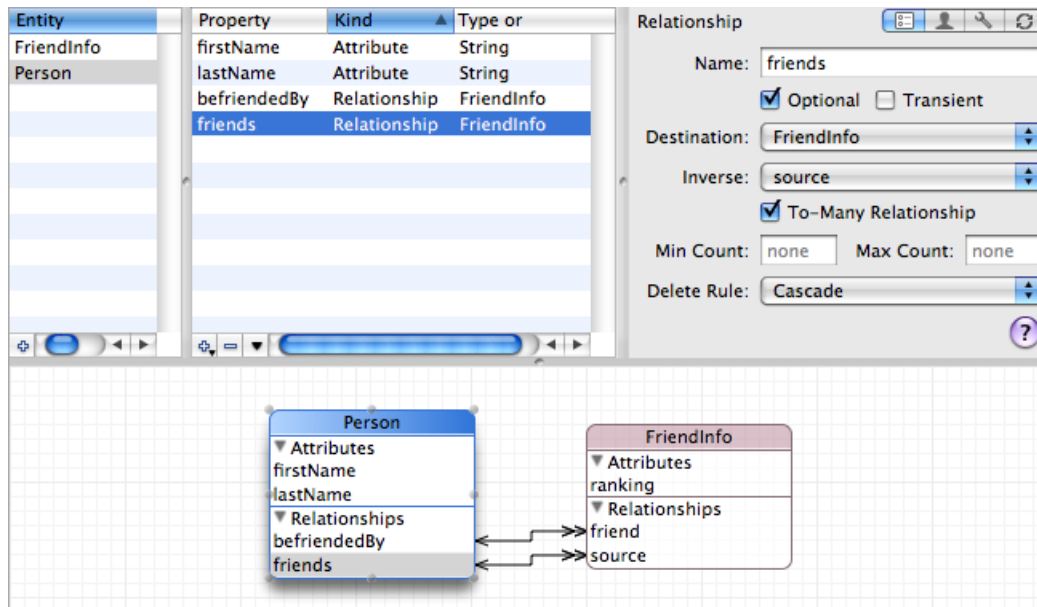 Entity
FriendInfo
Person
Property Kind Type or
firstName Attribute String
lastName Attribute String
befriendedBy Relationship FriendInfo
friends Relationship FriendInfo
Relationship
Name: friends
Optional Transient
Destination: FriendInfo
Inverse: source
To-Many Relationship
Min Count: none Max Count: none
Delete Rule: Cascade
?
Person
Attributes
firstName
lastName
Relationships
befriendedBy
friends
FriendInfo
Attributes
ranking
Relationships
friend
source